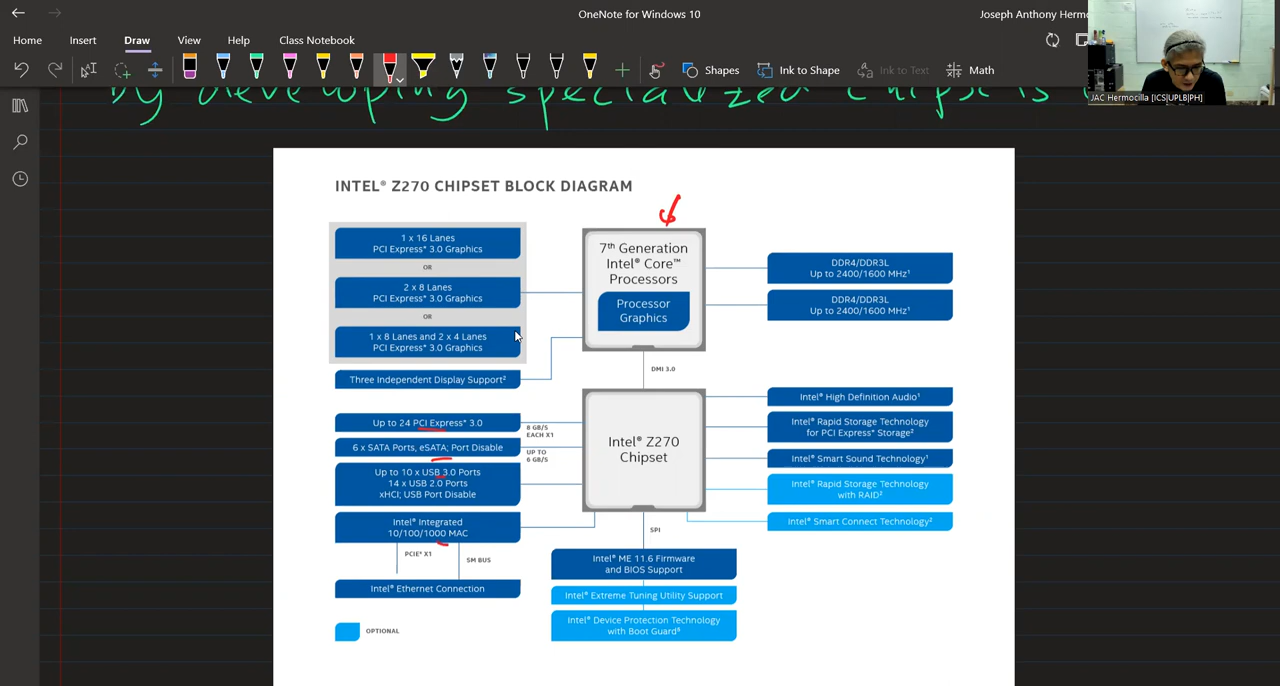 OneNote for Windows 10
Joseph Anthony Hermo
Home
Insert
Draw
View
Help
Class Notebook
Shapes
Ink to Shape
Ink to Text
Math
JAC Hermocilla [ICS|UPLB|PH]
by developing specialized chips is
INTEL® Z270 CHIPSET BLOCK DIAGRAM
1 x 16 Lanes
PCI Express* 3.0 Graphics
OR
2 x 8 Lanes
PCI Express* 3.0 Graphics
OR
1 x 8 Lanes and 2 x 4 Lanes
PCI Express* 3.0 Graphics
Three Independent Display Support²
7th Generation
Intel® Core™
Processors
Processor
Graphics
DDR4/DDR3L
Up to 2400/1600 MHz¹
DDR4/DDR3L
Up to 2400/1600 MHz¹
DMI 3.0
Up to 24 PCI Express* 3.0
8 GB/S
EACH X1
6 x SATA Ports, eSATA; Port Disable
UP TO
6 GB/S
Up to 10 x USB 3.0 Ports
14 x USB 2.0 Ports
xHCI; USB Port Disable
Intel® Integrated
10/100/1000 MAC
PCIE* X1
SM BUS
Intel® Ethernet Connection
Intel® Z270
Chipset
Intel® High Definition Audio¹
Intel® Rapid Storage Technology
for PCI Express* Storage²
Intel® Smart Sound Technology¹
Intel® Rapid Storage Technology
with RAID²
Intel® Smart Connect Technology²
SPI
Intel® ME 11.6 Firmware
and BIOS Support
Intel® Extreme Tuning Utility Support
Intel® Device Protection Technology
with Boot Guard⁸
OPTIONAL